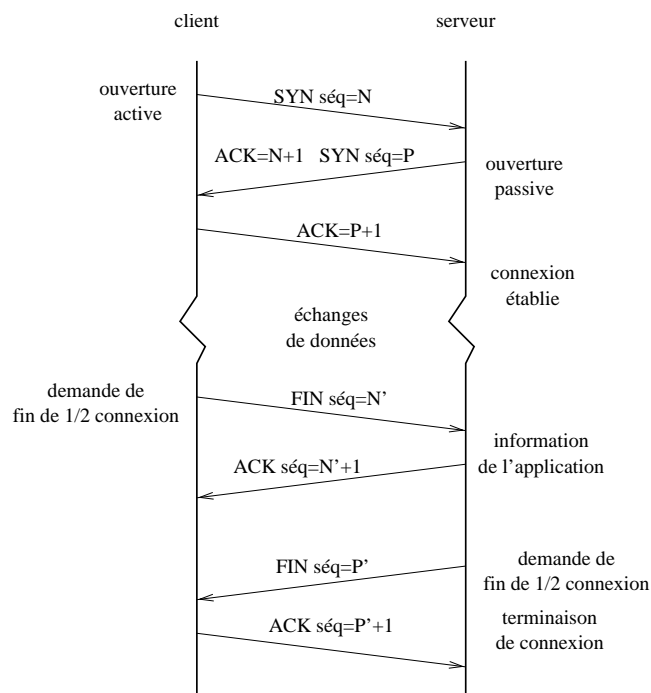 client
serveur
ouverture
active
SYN séq=N
ACK=N+1 SYN séq=P
ouverture
passive
ACK=P+1
connexion
établie
échanges
de données
demande de
fin de 1/2 connexion
FIN séq=N’
information
de l’application
ACK séq=N’+1
demande de
fin de 1/2 connexion
FIN séq=P’
terminaison
de connexion
ACK séq=P’+1